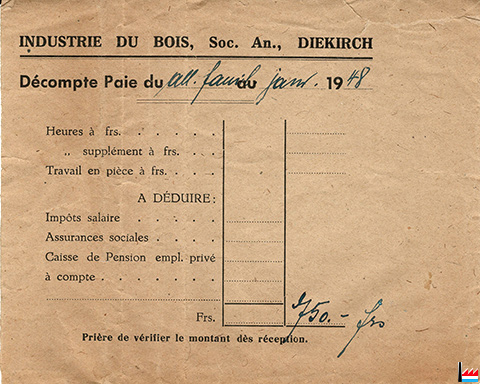 INDUSTRIE DU BOIS, Soc. An., DIEKIRCH
Décompte Paie du all. famil. au janv. 1948
Heures à frs. . . . . .
„ supplément à frs. . . .
Travail en pièce à frs. . . .
A DÉDUIRE:
Impôts salaire . . . . .
Assurances sociales . . . .
Caisse de Pension empl. privé
à compte . . . . . .
Frs. 750.- frs
Prière de vérifier le montant dès réception.